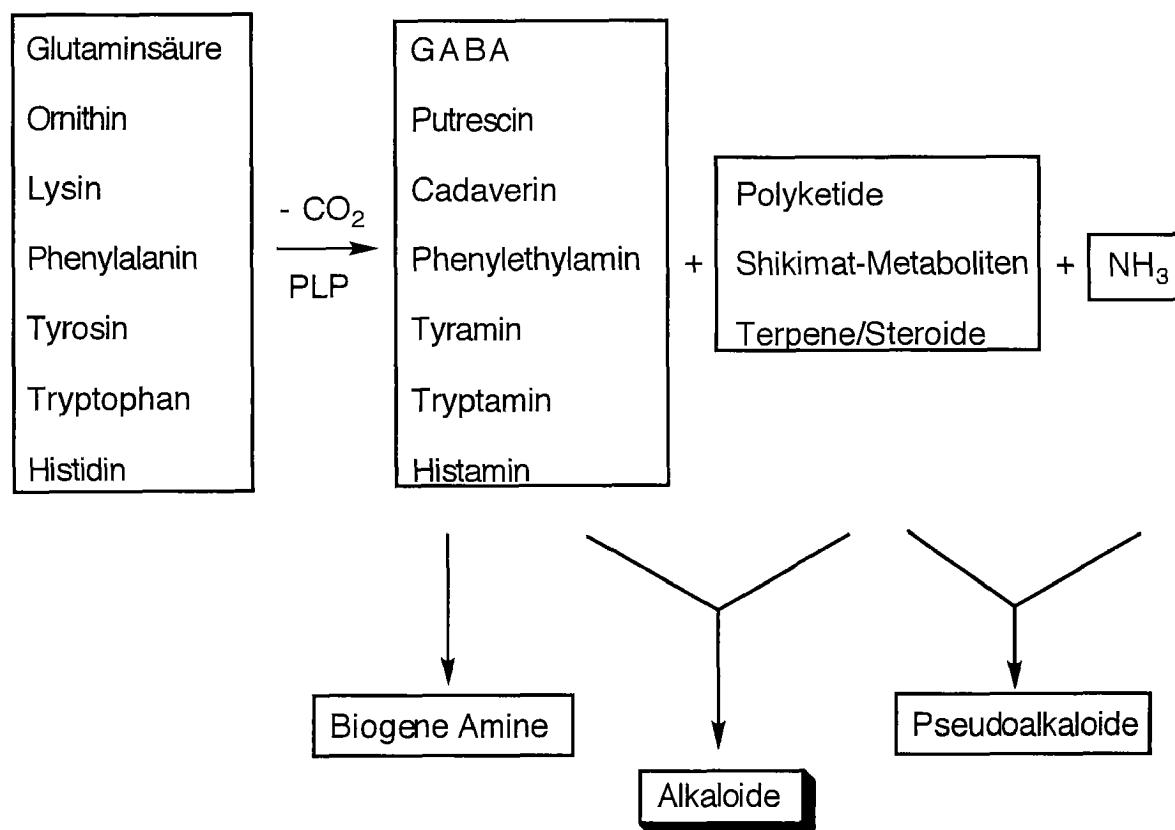 Glutaminsäure
Ornithin
Lysin
Phenylalanin
Tyrosin
Tryptophan
Histidin
- CO₂
PLP
GABA
Putrescin
Cadaverin
Phenylethylamin
Tyramin
Tryptamin
Histamin
+
Polyketide
Shikimat-Metaboliten
Terpene/Steroide
+
NH₃
Biogene Amine
Alkaloide
Pseudoalkaloide